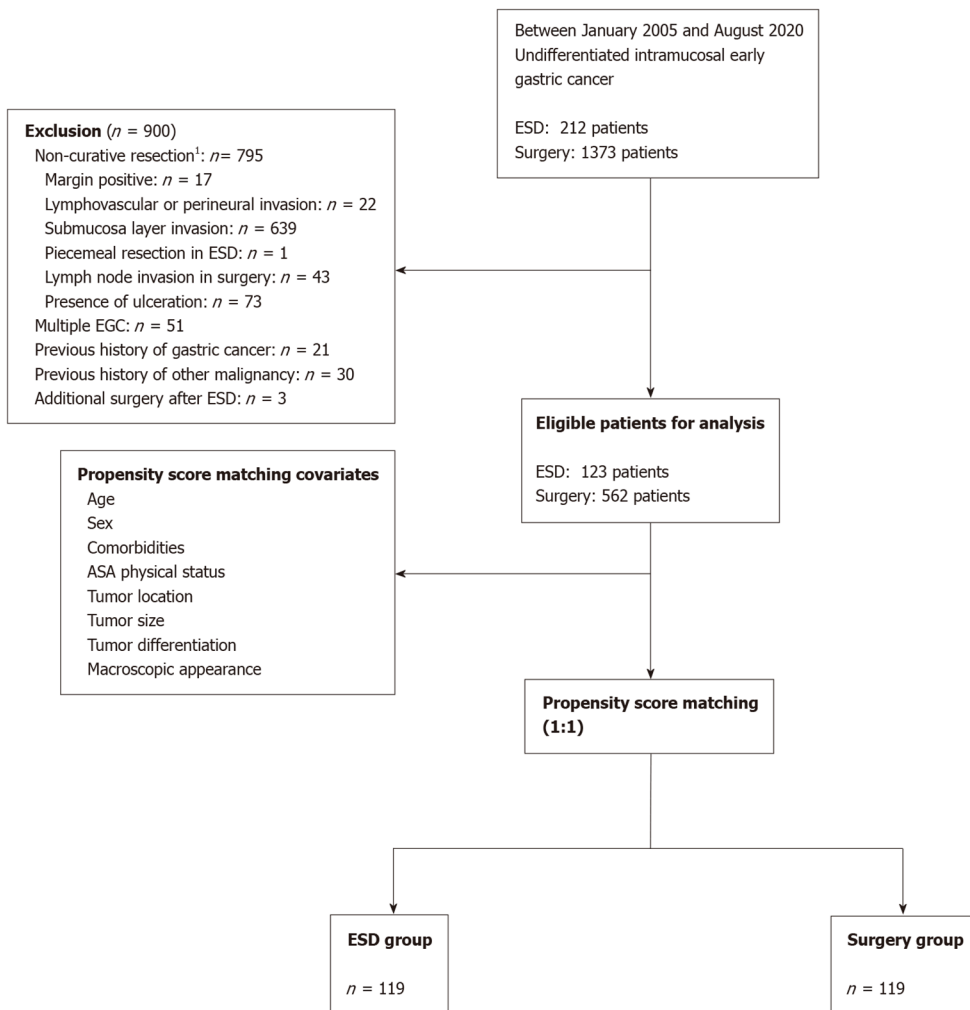 Between January 2005 and August 2020
Undifferentiated intramucosal early
gastric cancer
ESD: 212 patients
Surgery: 1373 patients
Exclusion (n = 900)
Non-curative resection¹: n= 795
Margin positive: n = 17
Lymphovascular or perineural invasion: n = 22
Submucosa layer invasion: n = 639
Piecemeal resection in ESD: n = 1
Lymph node invasion in surgery: n = 43
Presence of ulceration: n = 73
Multiple EGC: n = 51
Previous history of gastric cancer: n = 21
Previous history of other malignancy: n = 30
Additional surgery after ESD: n = 3
Eligible patients for analysis
ESD: 123 patients
Surgery: 562 patients
Propensity score matching covariates
Age
Sex
Comorbidities
ASA physical status
Tumor location
Tumor size
Tumor differentiation
Macroscopic appearance
Propensity score matching
(1:1)
ESD group
n = 119
Surgery group
n = 119